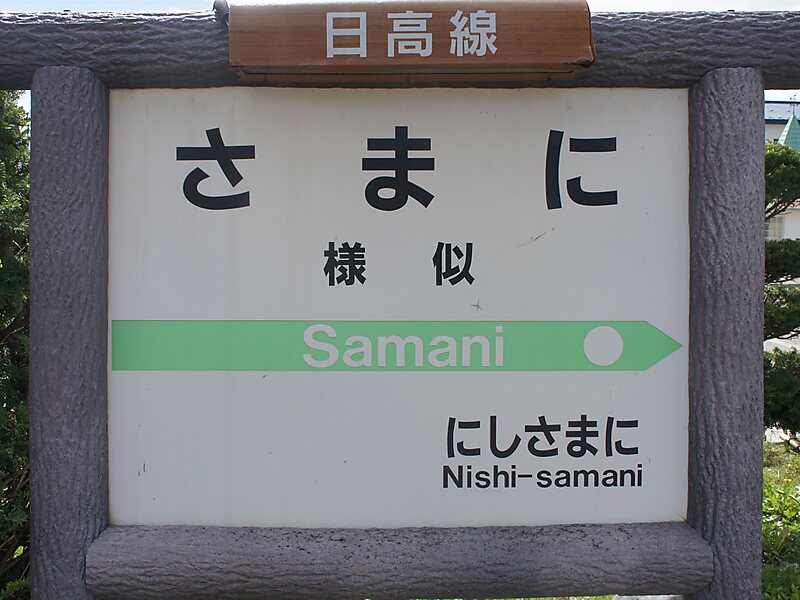 日高線
さまに
様似
Samani
にしさまに
Nishi-samani